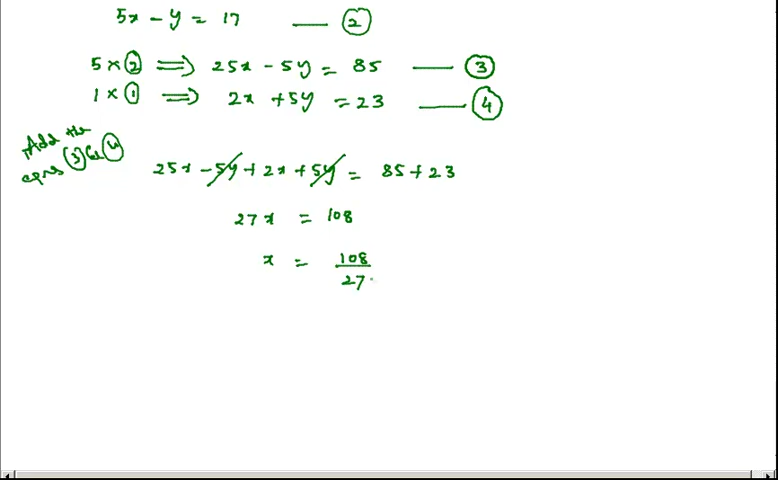 5x - y = 17 —— ②
5 × ② ⟹ 25x - 5y = 85 —— ③
1 × ① ⟹ 2x + 5y = 23 —— ④
Add the
eqns ③ & ④
25x - 5y + 2x + 5y = 85 + 23
27x = 108
x = 108/27